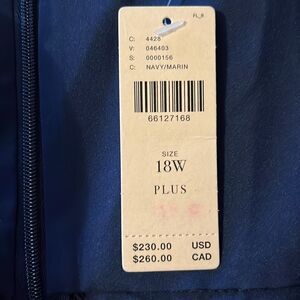 FL_8
C: 4428
V: 046403
S: 0000156
C: NAVY/MARIN
66127168
SIZE
18W
PLUS
$230.00 USD
$260.00 CAD